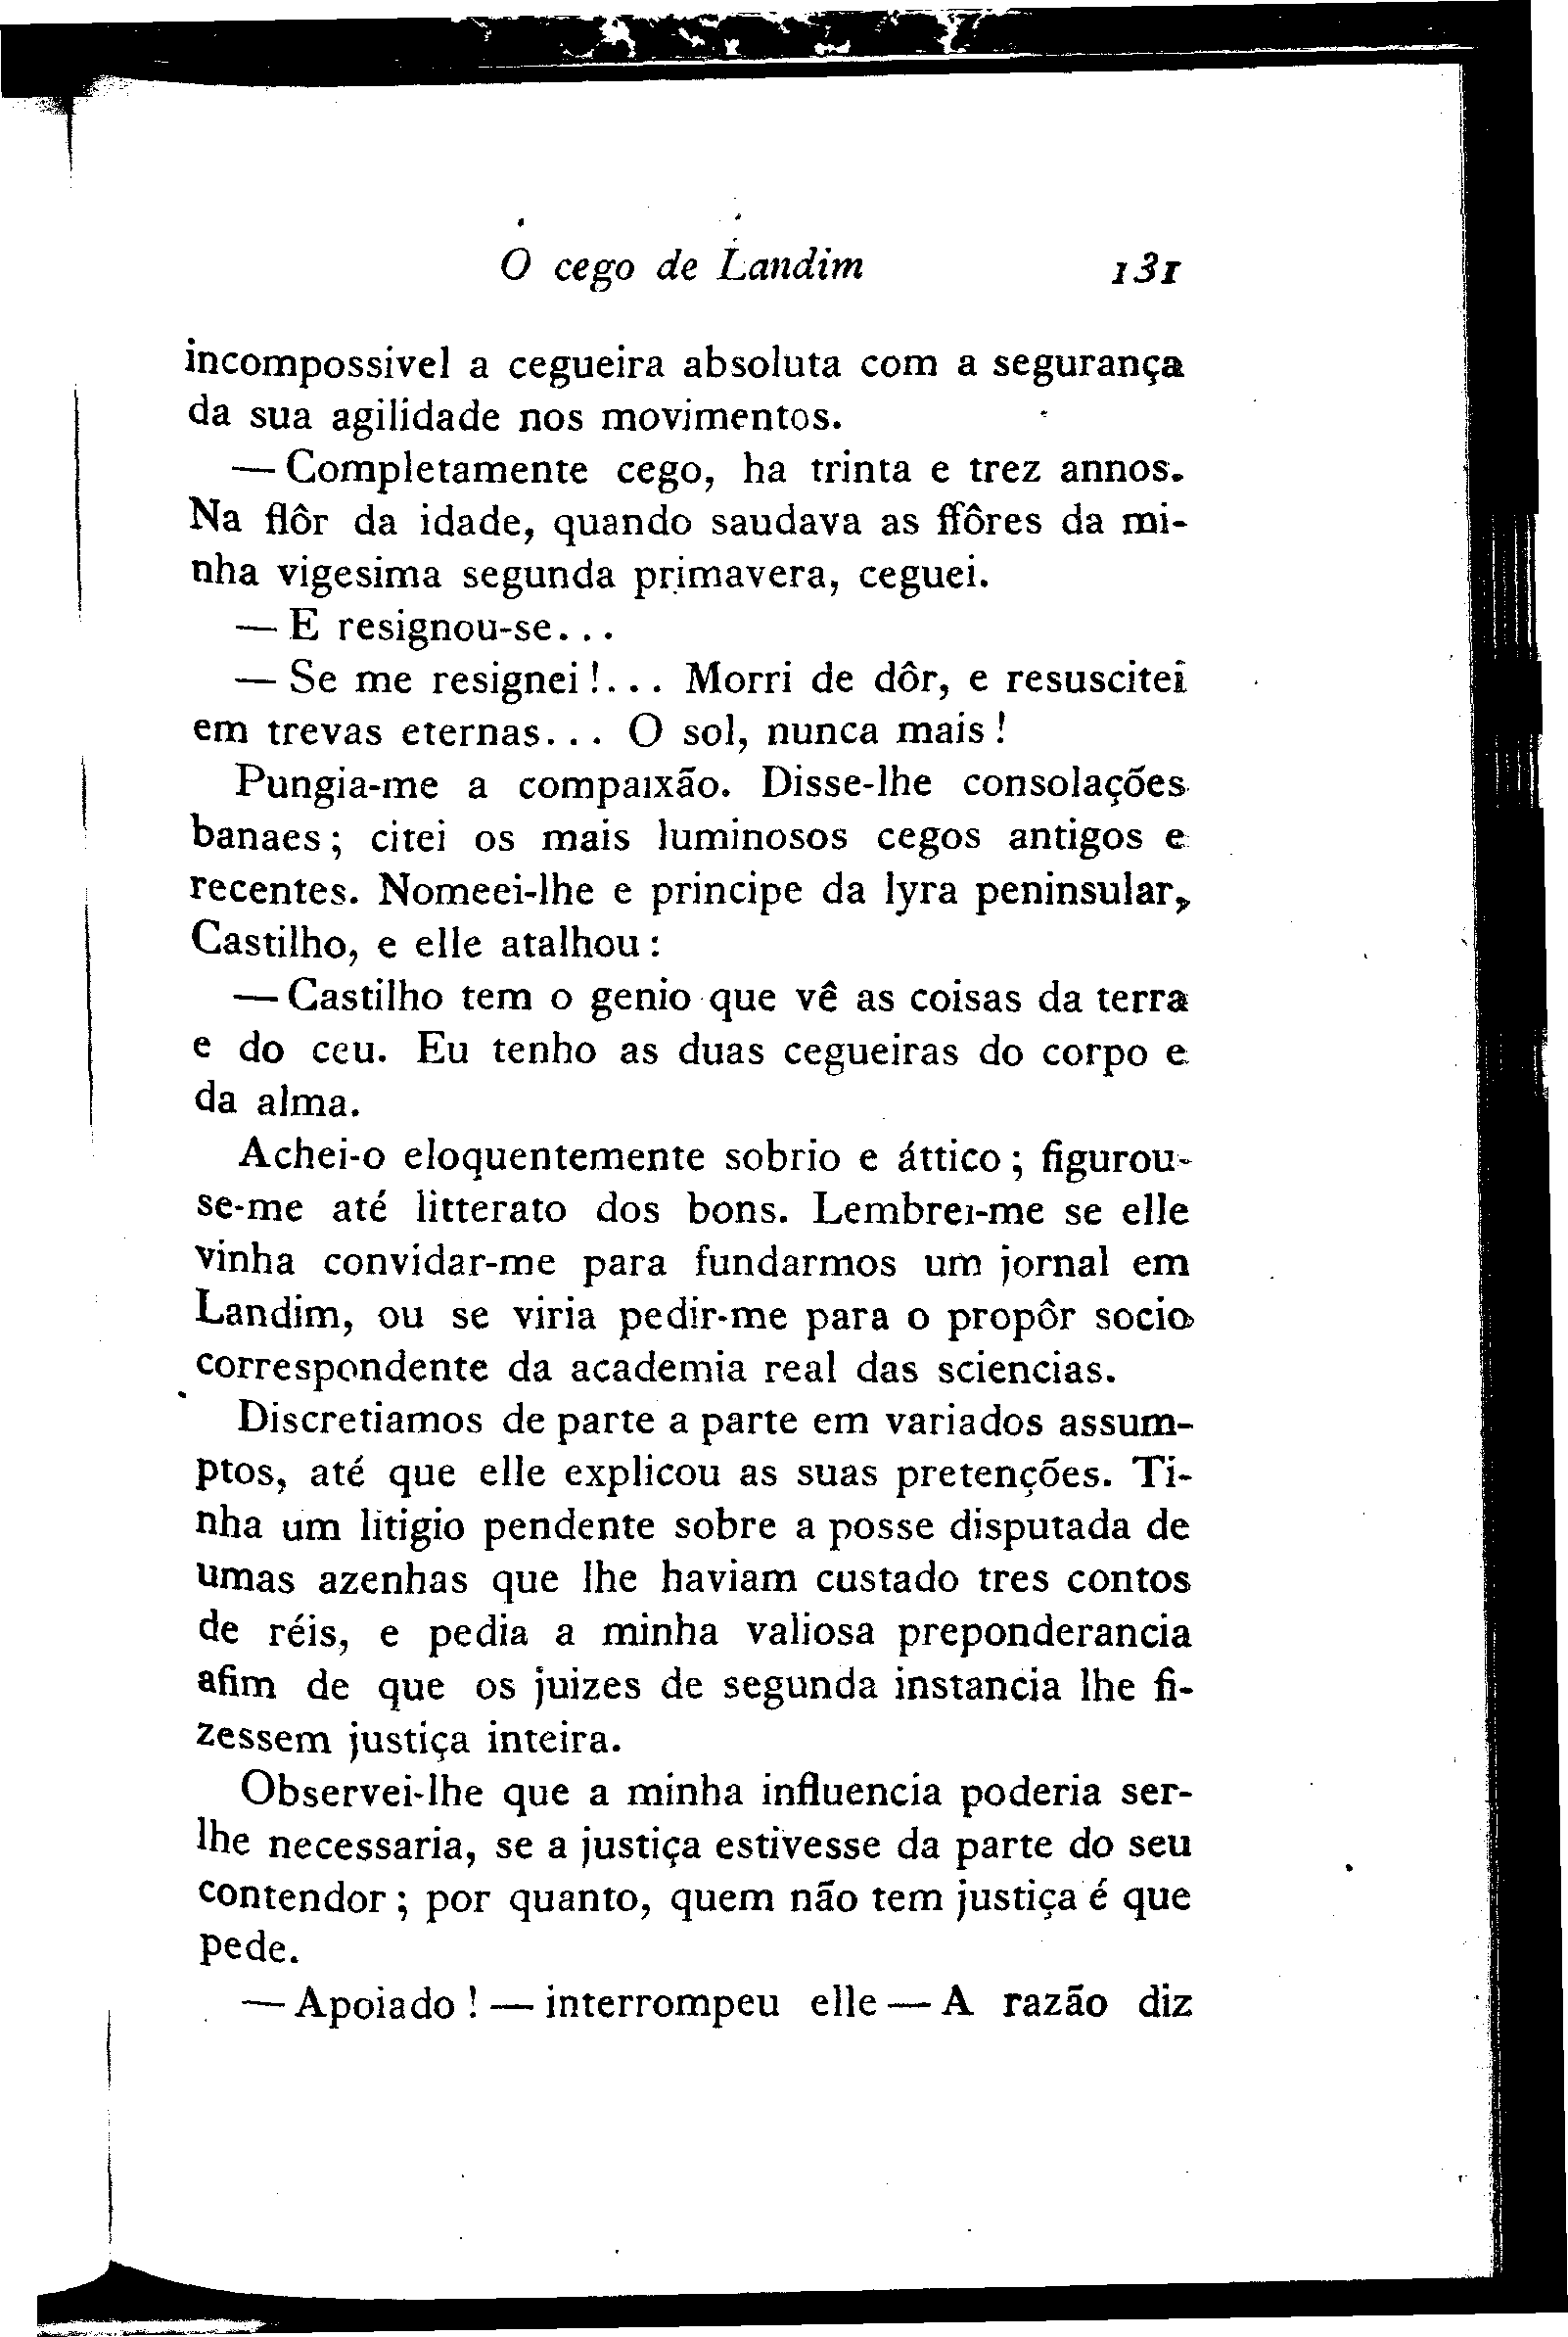 O cego de Landim 131
incompossivel a cegueira absoluta com a segurança
da sua agilidade nos movimentos.
— Completamente cego, ha trinta e trez annos.
Na flôr da idade, quando saudava as ffôres da mi-
nha vigesima segunda primavera, ceguei.
— E resignou-se...
— Se me resignei!... Morri de dôr, e resuscitei
em trevas eternas... O sol, nunca mais!
Pungia-me a compaixão. Disse-lhe consolações
banaes; citei os mais luminosos cegos antigos e
recentes. Nomeei-lhe e principe da lyra peninsular,
Castilho, e elle atalhou:
— Castilho tem o genio que vê as coisas da terra
e do ceu. Eu tenho as duas cegueiras do corpo e
da alma.
Achei-o eloquentemente sobrio e áttico; figurou-
se-me até litterato dos bons. Lembrei-me se elle
vinha convidar-me para fundarmos um jornal em
Landim, ou se viria pedir-me para o propôr socio
correspondente da academia real das sciencias.
Discretiamos de parte a parte em variados assum-
ptos, até que elle explicou as suas pretenções. Ti-
nha um litigio pendente sobre a posse disputada de
umas azenhas que lhe haviam custado tres contos
de réis, e pedia a minha valiosa preponderancia
afim de que os juizes de segunda instancia lhe fi-
zessem justiça inteira.
Observei-lhe que a minha influencia poderia ser-
lhe necessaria, se a justiça estivesse da parte do seu
contendor; por quanto, quem não tem justiça é que
pede.
— Apoiado! — interrompeu elle — A razão diz